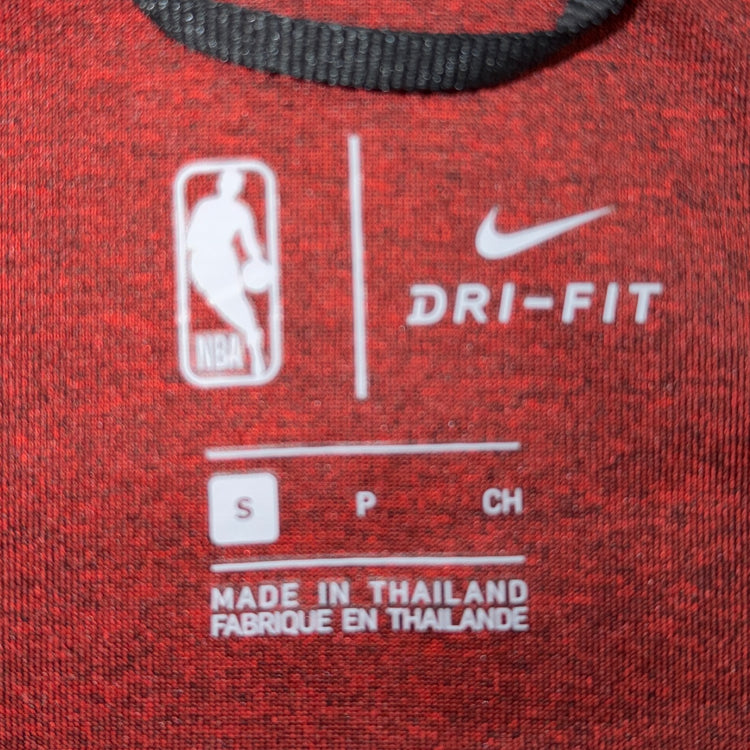 NBA
DRI-FIT
S P CH
MADE IN THAILAND
FABRIQUE EN THAILANDE